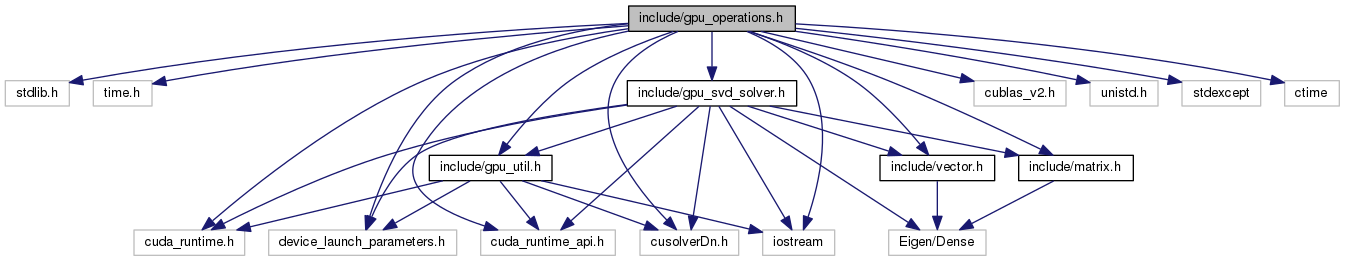 include/gpu_operations.h
stdlib.h
time.h
include/gpu_svd_solver.h
cublas_v2.h
unistd.h
stdexcept
ctime
include/gpu_util.h
include/vector.h
include/matrix.h
cuda_runtime.h
device_launch_parameters.h
cuda_runtime_api.h
cusolverDn.h
iostream
Eigen/Dense